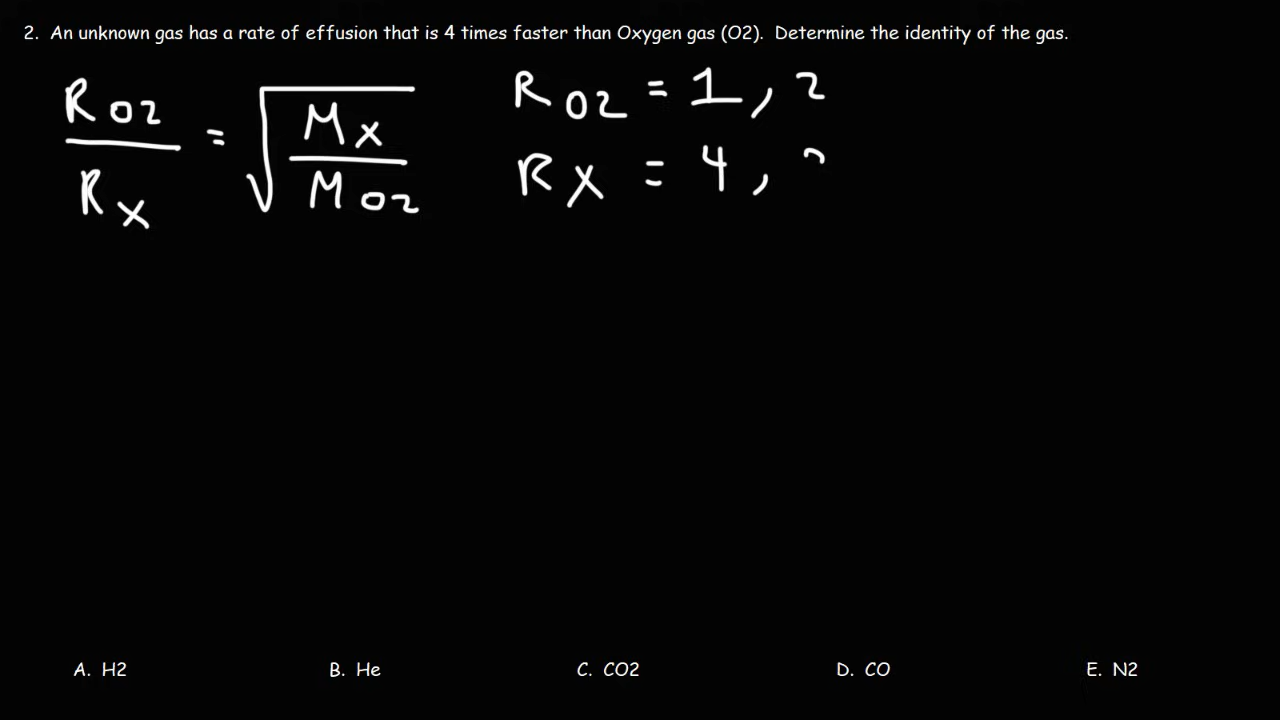 2. An unknown gas has a rate of effusion that is 4 times faster than Oxygen gas (O2). Determine the identity of the gas.
RO2 / RX = √(MX / MO2)
RO2 = 1, 2
RX = 4,
A. H2 B. He C. CO2 D. CO E. N2